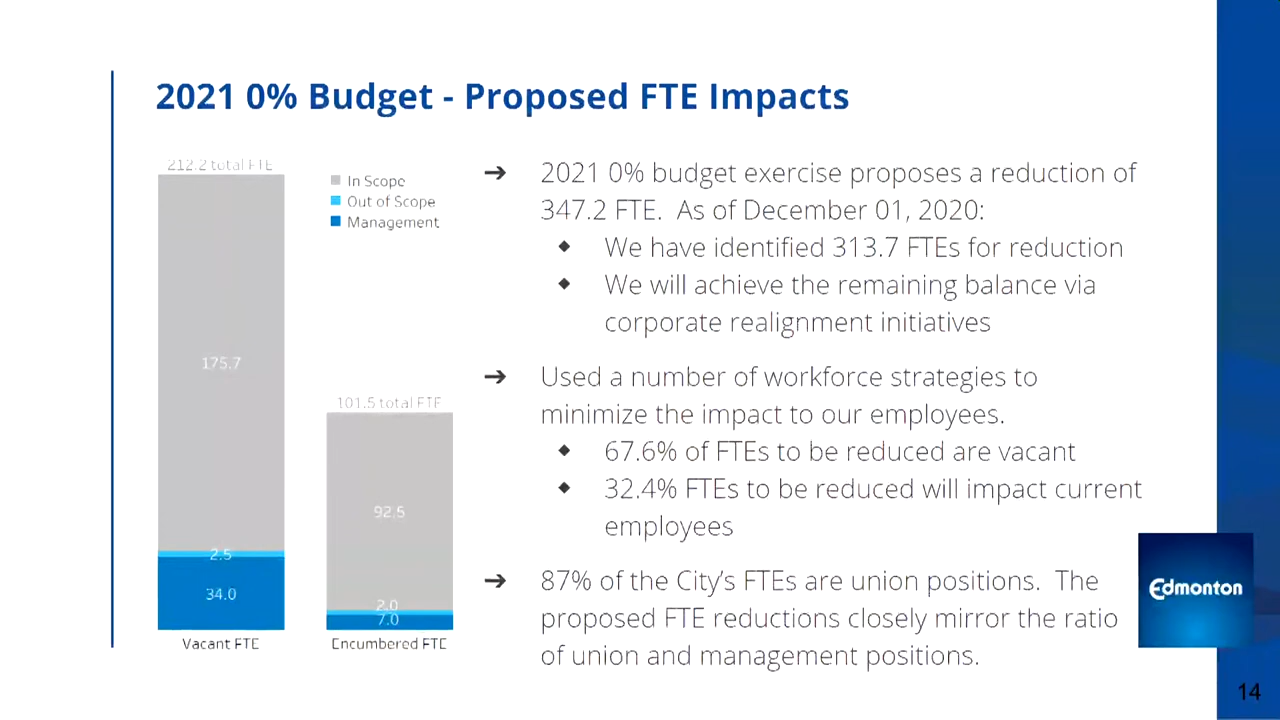 2021 0% Budget - Proposed FTE Impacts
212.2 total FTE
175.7
2.5
34.0
Vacant FTE
In Scope
Out of Scope
Management
101.5 total FTE
92.5
2.0
7.0
Encumbered FTE
➔ 2021 0% budget exercise proposes a reduction of
347.2 FTE. As of December 01, 2020:
◆ We have identified 313.7 FTEs for reduction
◆ We will achieve the remaining balance via
corporate realignment initiatives
➔ Used a number of workforce strategies to
minimize the impact to our employees.
◆ 67.6% of FTEs to be reduced are vacant
◆ 32.4% FTEs to be reduced will impact current
employees
➔ 87% of the City's FTEs are union positions. The
proposed FTE reductions closely mirror the ratio
of union and management positions.
Edmonton
14